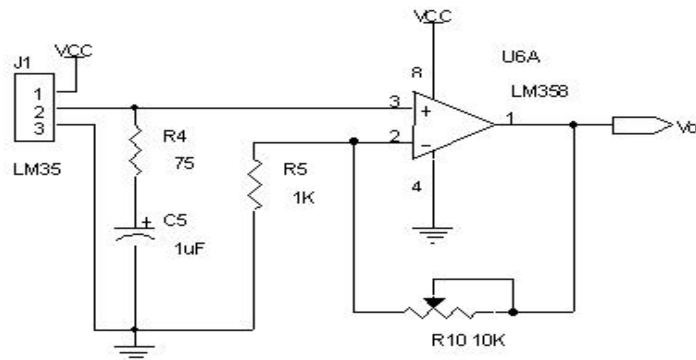 VCC
J1
1
2
3
LM35
R4
75
C5
+
1uF
R5
1K
VCC
8
U6A
LM358
3
+
2
−
1
4
Vo
R10 10K